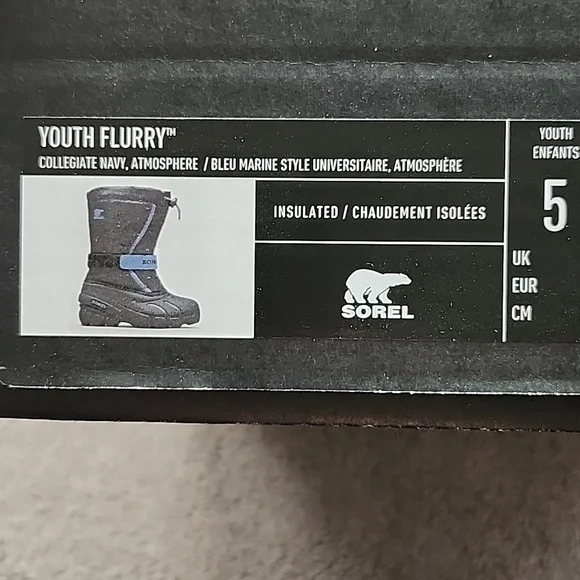 YOUTH FLURRY™
COLLEGIATE NAVY, ATMOSPHERE / BLEU MARINE STYLE UNIVERSITAIRE, ATMOSPHÈRE
INSULATED / CHAUDEMENT ISOLÉES
SOREL
YOUTH
ENFANTS
5
UK
EUR
CM